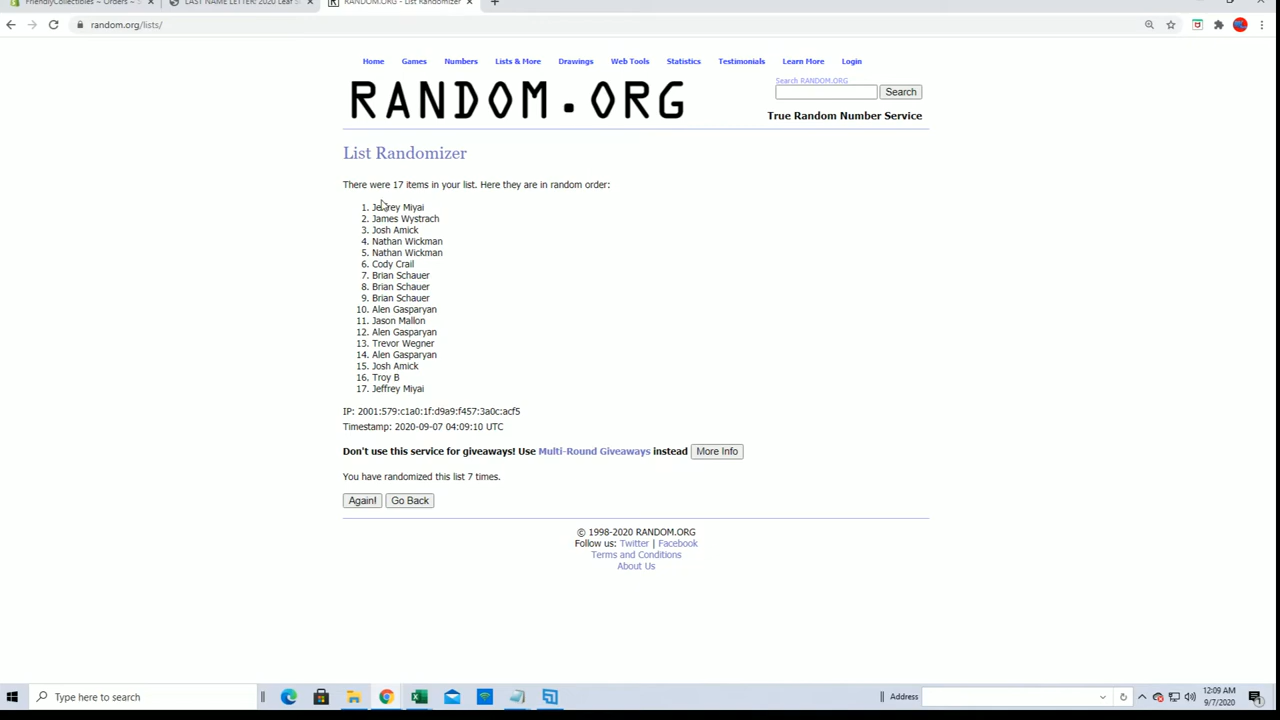 FriendlyCollectibles ~ Orders ~ S
LAST NAME LETTER! 2020 Leaf S
RANDOM.ORG - List Randomizer
random.org/lists/
Home Games Numbers Lists & More Drawings Web Tools Statistics Testimonials Learn More Login
RANDOM.ORG
Search RANDOM.ORG
Search
True Random Number Service
List Randomizer
There were 17 items in your list. Here they are in random order:
1. Jeffrey Miyai
2. James Wystrach
3. Josh Amick
4. Nathan Wickman
5. Nathan Wickman
6. Cody Crail
7. Brian Schauer
8. Brian Schauer
9. Brian Schauer
10. Alen Gasparyan
11. Jason Mallon
12. Alen Gasparyan
13. Trevor Wegner
14. Alen Gasparyan
15. Josh Amick
16. Troy B
17. Jeffrey Miyai
IP: 2001:579:c1a0:1f:d9a9:f457:3a0c:acf5
Timestamp: 2020-09-07 04:09:10 UTC
Don't use this service for giveaways! Use Multi-Round Giveaways instead More Info
You have randomized this list 7 times.
Again! Go Back
© 1998-2020 RANDOM.ORG
Follow us: Twitter | Facebook
Terms and Conditions
About Us
Type here to search
Address
12:09 AM
9/7/2020